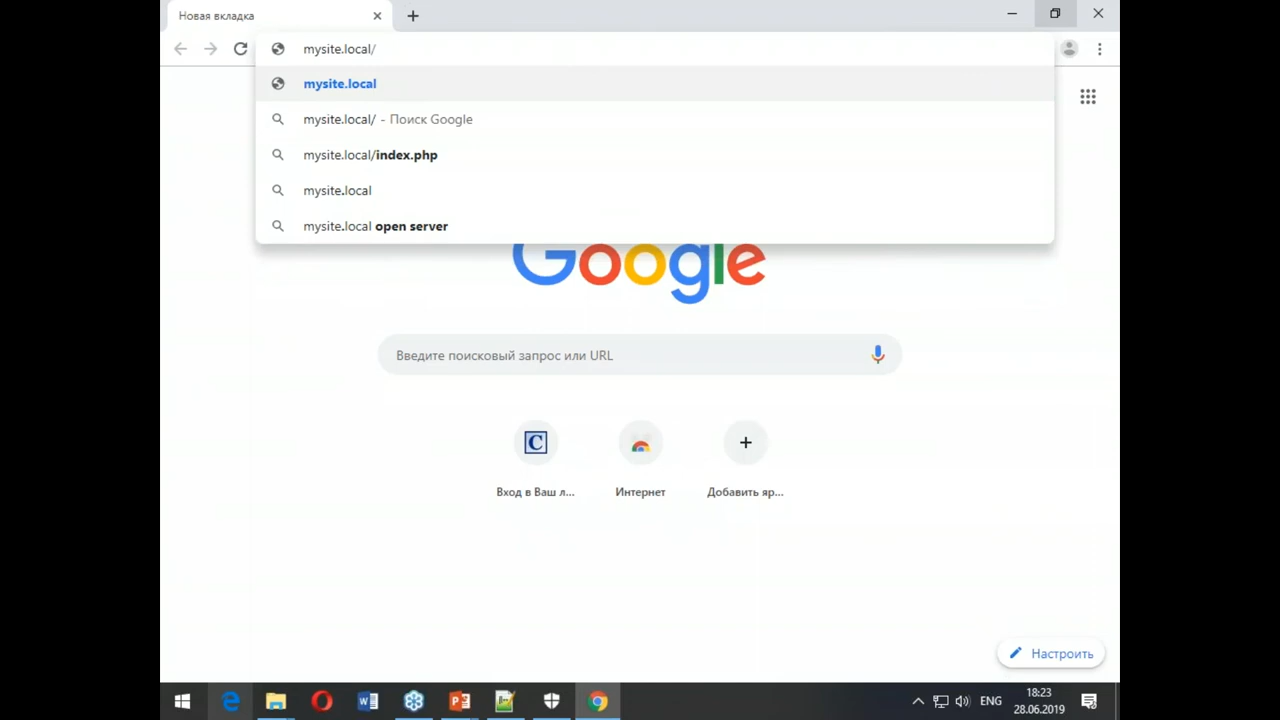 Новая вкладка
mysite.local/
mysite.local
mysite.local/ - Поиск Google
mysite.local/index.php
mysite.local
mysite.local open server
Google
Введите поисковый запрос или URL
C
Вход в Ваш л...
Интернет
Добавить яр...
Настроить
ENG
18:23
28.06.2019